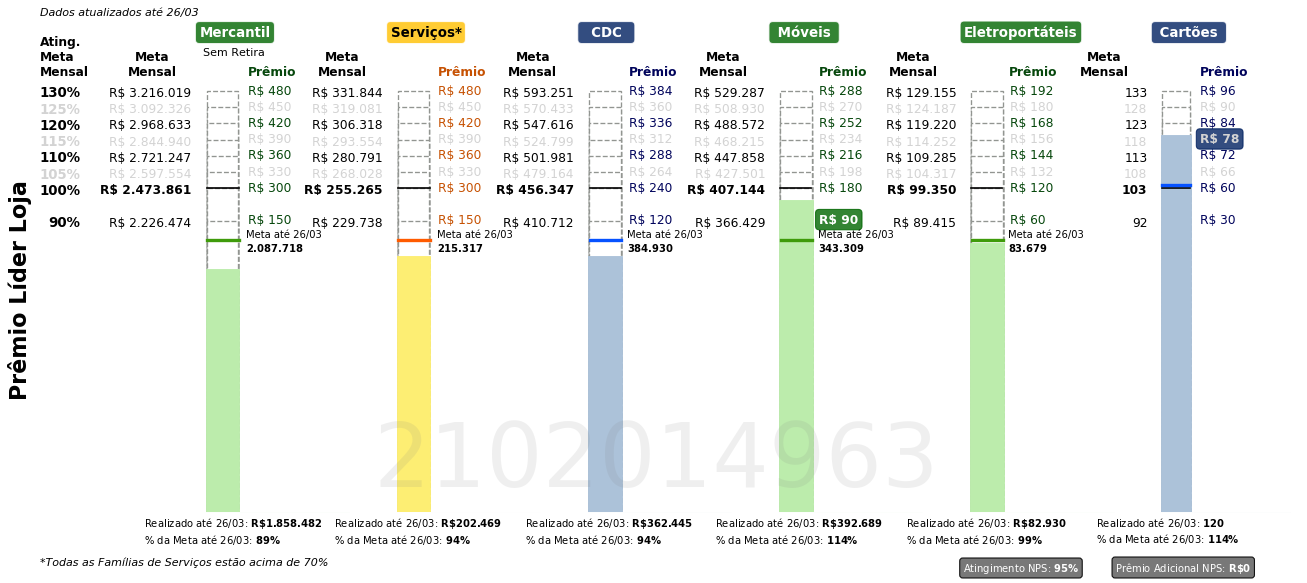 Dados atualizados até 26/03
Mercantil Serviços* CDC Móveis Eletroportáteis Cartões
Sem Retira
Ating. Meta Mensal Meta Mensal Prêmio Meta Mensal Prêmio Meta Mensal Prêmio Meta Mensal Prêmio Meta Mensal Prêmio Meta Mensal Prêmio
130% R$ 3.216.019 R$ 480 R$ 331.844 R$ 480 R$ 593.251 R$ 384 R$ 529.287 R$ 288 R$ 129.155 R$ 192 133 R$ 96
125% R$ 3.092.326 R$ 450 R$ 319.081 R$ 450 R$ 570.433 R$ 360 R$ 508.930 R$ 270 R$ 124.187 R$ 180 128 R$ 90
120% R$ 2.968.633 R$ 420 R$ 306.318 R$ 420 R$ 547.616 R$ 336 R$ 488.572 R$ 252 R$ 119.220 R$ 168 123 R$ 84
115% R$ 2.844.940 R$ 390 R$ 293.554 R$ 390 R$ 524.799 R$ 312 R$ 468.215 R$ 234 R$ 114.252 R$ 156 118 R$ 78
110% R$ 2.721.247 R$ 360 R$ 280.791 R$ 360 R$ 501.981 R$ 288 R$ 447.858 R$ 216 R$ 109.285 R$ 144 113 R$ 72
105% R$ 2.597.554 R$ 330 R$ 268.028 R$ 330 R$ 479.164 R$ 264 R$ 427.501 R$ 198 R$ 104.317 R$ 132 108 R$ 66
100% R$ 2.473.861 R$ 300 R$ 255.265 R$ 300 R$ 456.347 R$ 240 R$ 407.144 R$ 180 R$ 99.350 R$ 120 103 R$ 60
90% R$ 2.226.474 R$ 150 R$ 229.738 R$ 150 R$ 410.712 R$ 120 R$ 366.429 R$ 90 R$ 89.415 R$ 60 92 R$ 30
Meta até 26/03 Meta até 26/03 Meta até 26/03 Meta até 26/03 Meta até 26/03
2.087.718 215.317 384.930 343.309 83.679
Prêmio Líder Loja
2102014963
Realizado até 26/03: R$1.858.482 Realizado até 26/03: R$202.469 Realizado até 26/03: R$362.445 Realizado até 26/03: R$392.689 Realizado até 26/03: R$82.930 Realizado até 26/03: 120
% da Meta até 26/03: 89% % da Meta até 26/03: 94% % da Meta até 26/03: 94% % da Meta até 26/03: 114% % da Meta até 26/03: 99% % da Meta até 26/03: 114%
*Todas as Famílias de Serviços estão acima de 70% Atingimento NPS: 95% Prêmio Adicional NPS: R$0